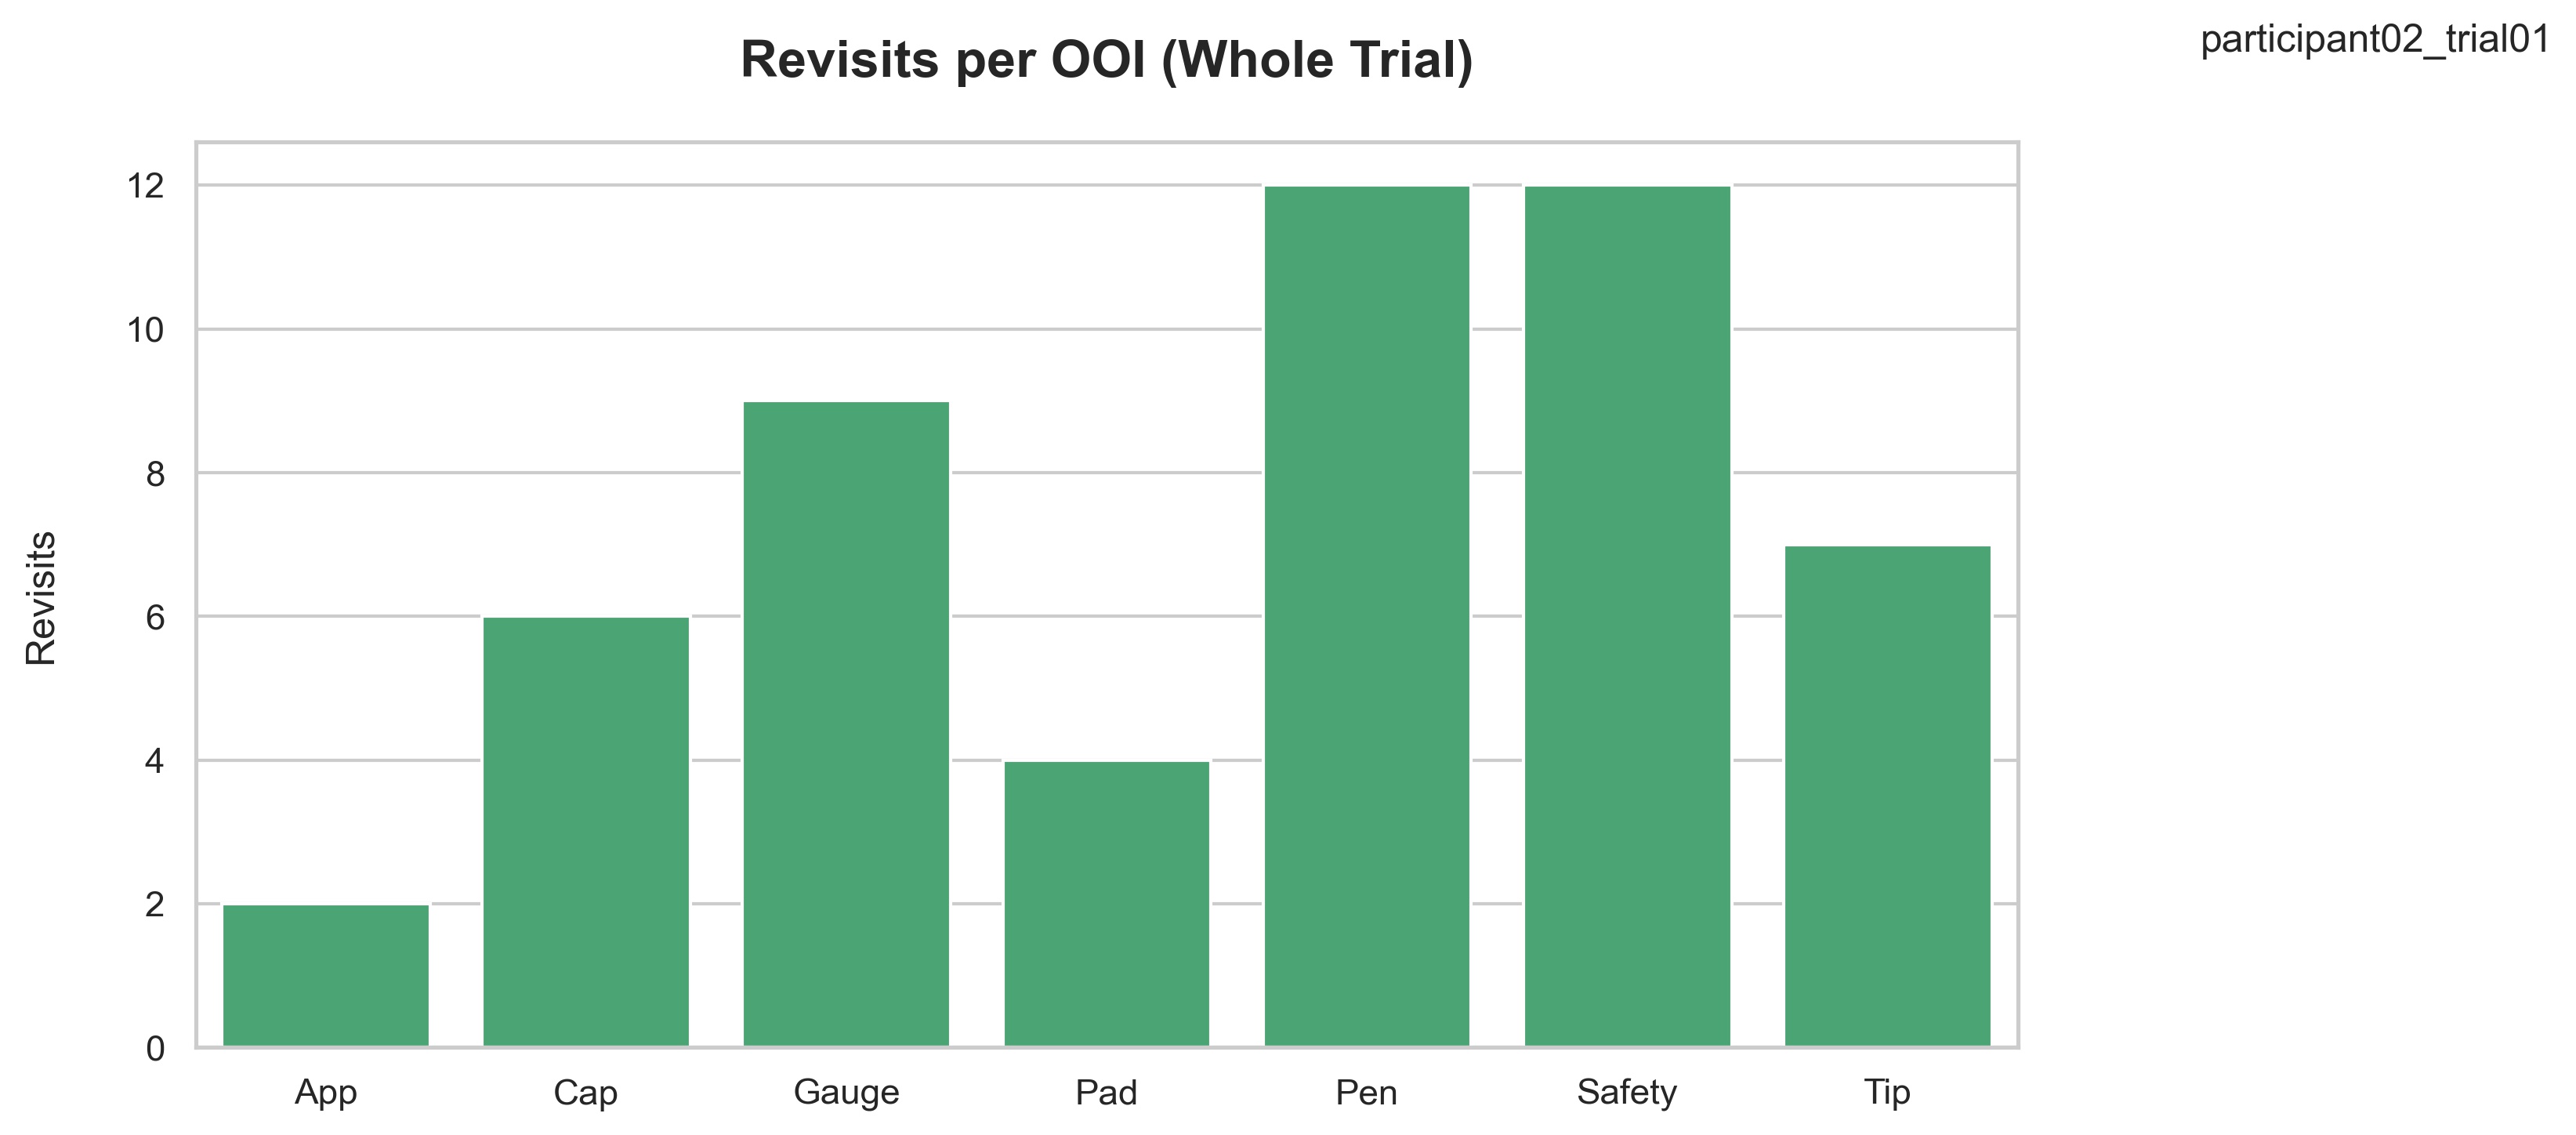 participant02_trial01
Revisits per OOI (Whole Trial)
Revisits
12
10
8
6
4
2
0
App Cap Gauge Pad Pen Safety Tip